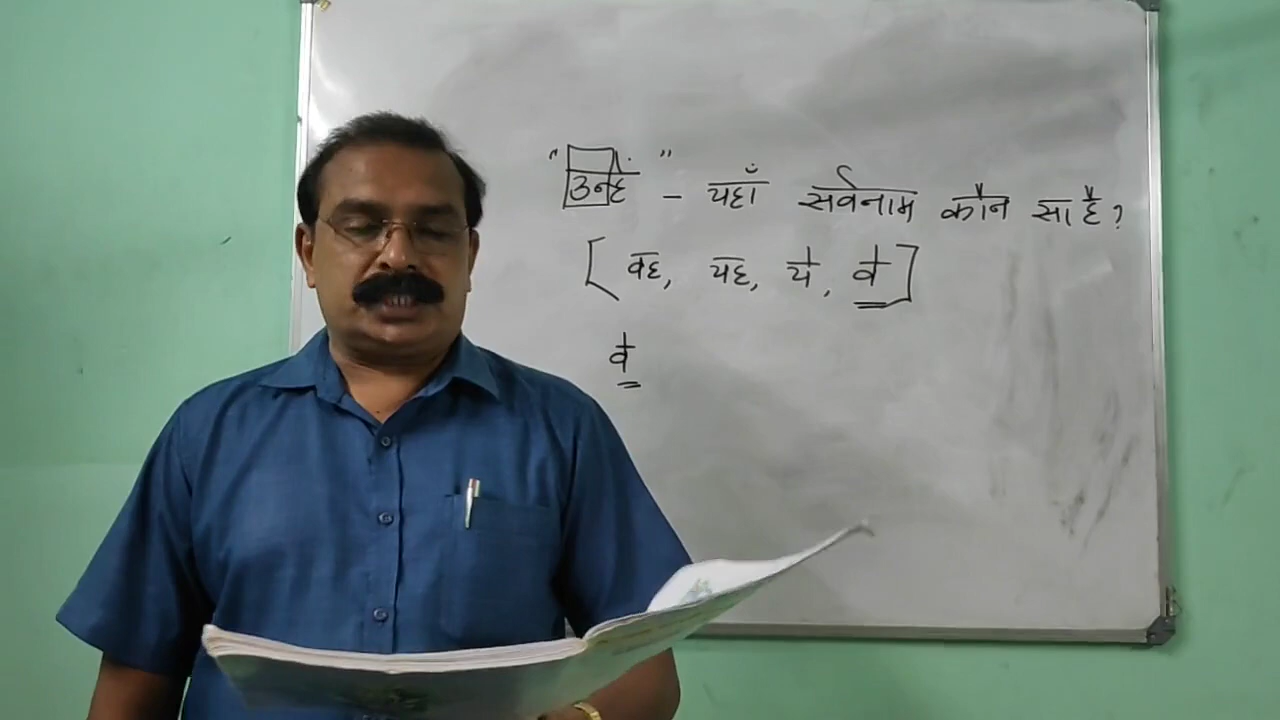 "उन्हें" - यहाँ सर्वनाम कौन सा है?
[वह, यह, ये, वे]
वे